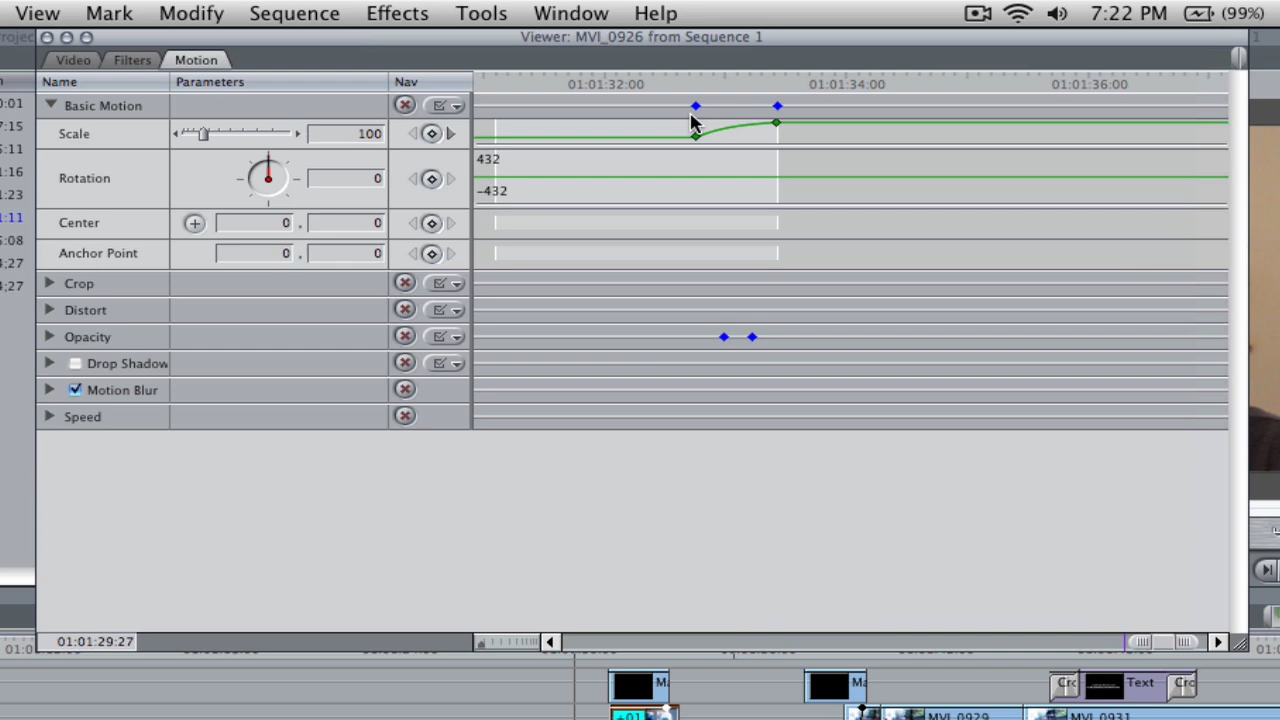 View Mark Modify Sequence Effects Tools Window Help 7:22 PM (99%)
Viewer: MVI_0926 from Sequence 1
Video Filters Motion
Name Parameters Nav 01:01:32:00 01:01:34:00 01:01:36:00
Basic Motion
Scale 100
Rotation 0 432 -432
Center 0 , 0
Anchor Point 0 , 0
Crop
Distort
Opacity
Drop Shadow
Motion Blur
Speed
01:01:29:27
Text
+01 MVI_0929 MVI_0931